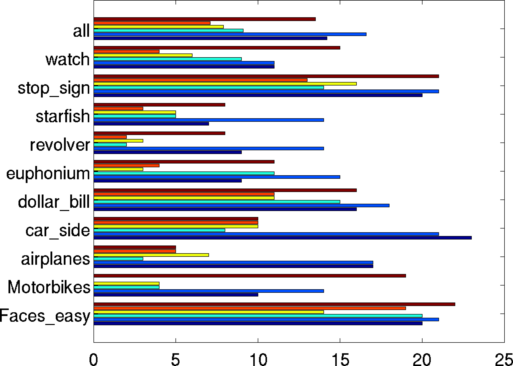 all
watch
stop_sign
starfish
revolver
euphonium
dollar_bill
car_side
airplanes
Motorbikes
Faces_easy
0 5 10 15 20 25